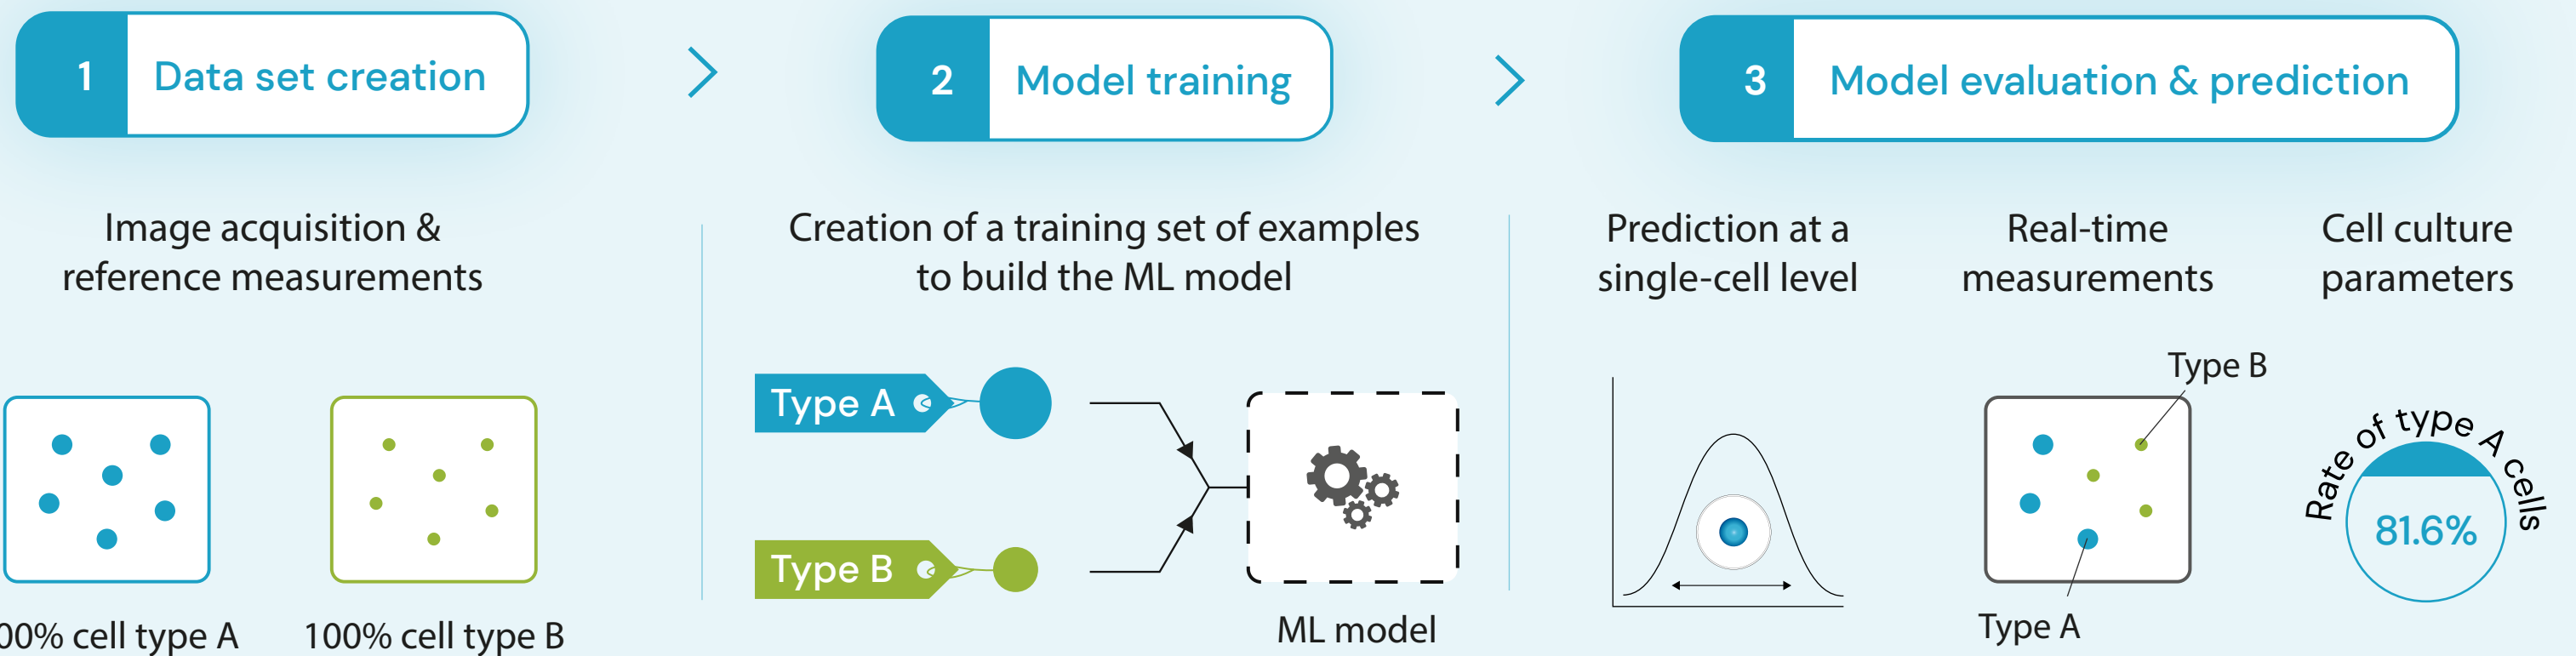 1 Data set creation
2 Model training
3 Model evaluation & prediction
Image acquisition &
reference measurements
00% cell type A
100% cell type B
Creation of a training set of examples
to build the ML model
Type A
Type B
ML model
Prediction at a
single-cell level
Real-time
measurements
Type B
Type A
Cell culture
parameters
Rate of type A cells
81.6%